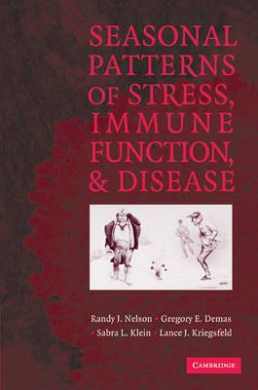 SEASONAL
PATTERNS
OF STRESS,
IMMUNE
FUNCTION,
& DISEASE
Randy J. Nelson · Gregory E. Demas
· Sabra L. Klein · Lance J. Kriegsfeld
CAMBRIDGE